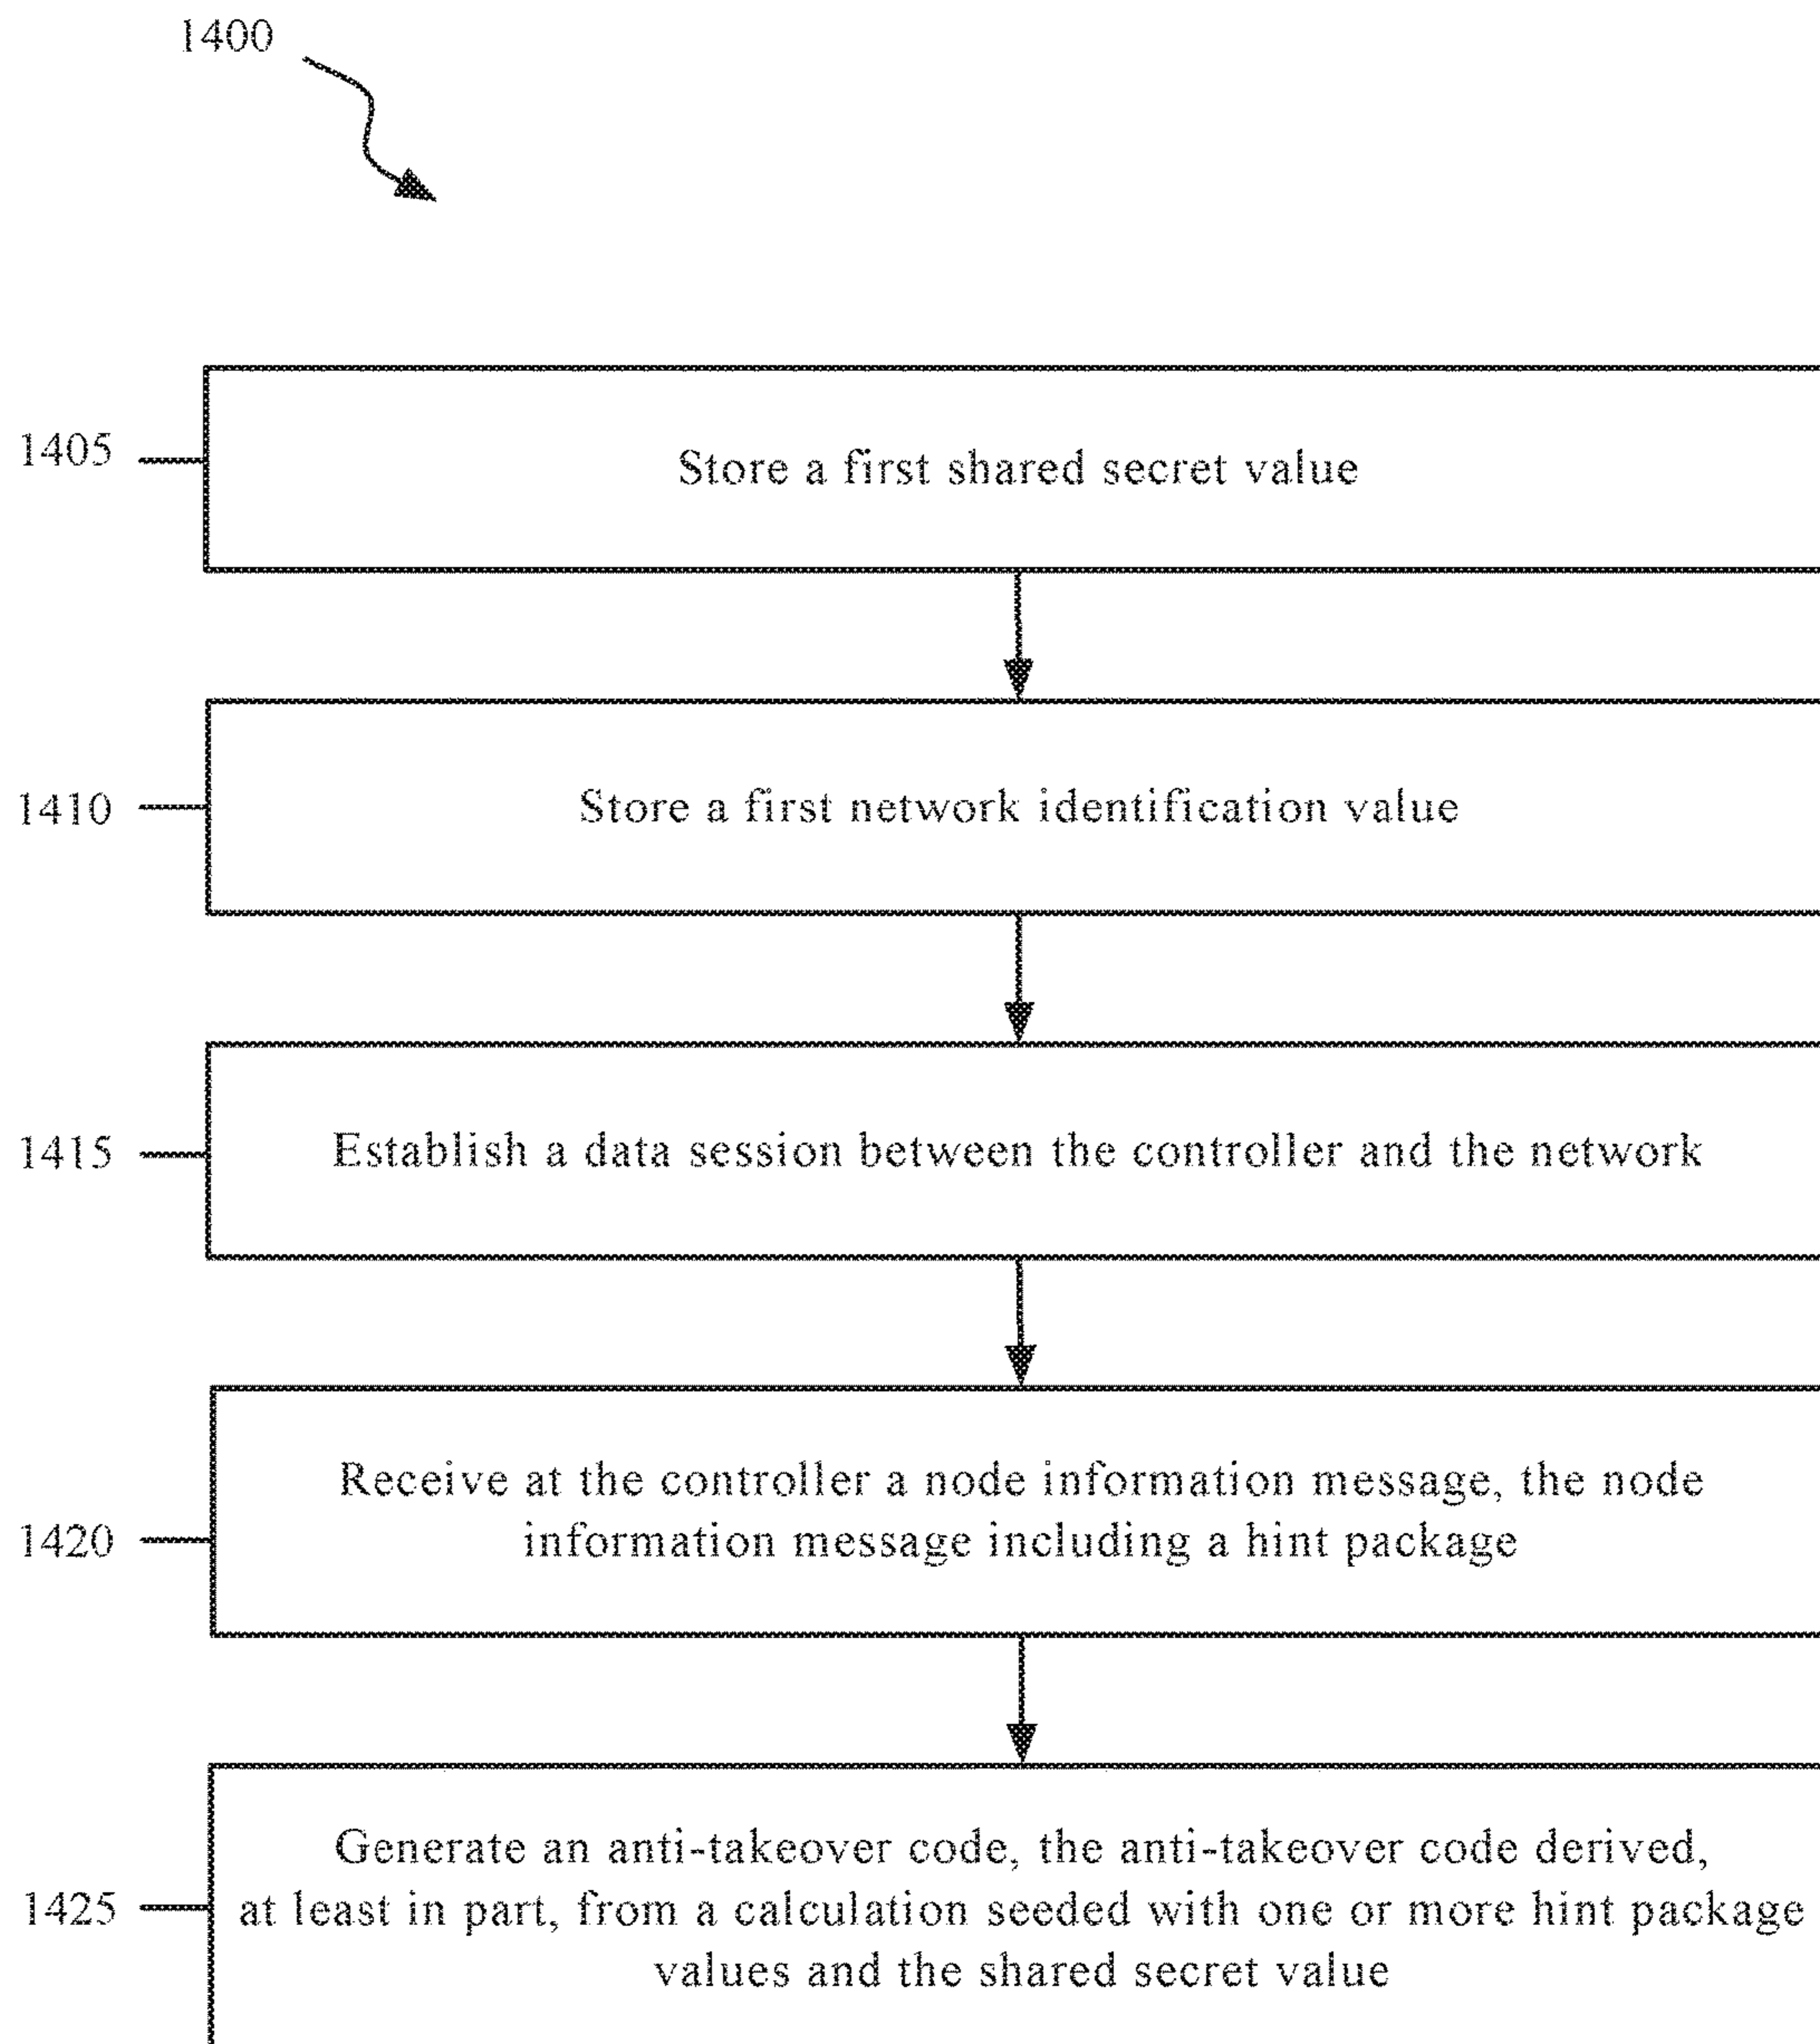 1400
1405
Store a first shared secret value
1410
Store a first network identification value
1415
Establish a data session between the controller and the network
1420
Receive at the controller a node information message, the node
information message including a hint package
1425
Generate an anti-takeover code, the anti-takeover code derived,
at least in part, from a calculation seeded with one or more hint package
values and the shared secret value